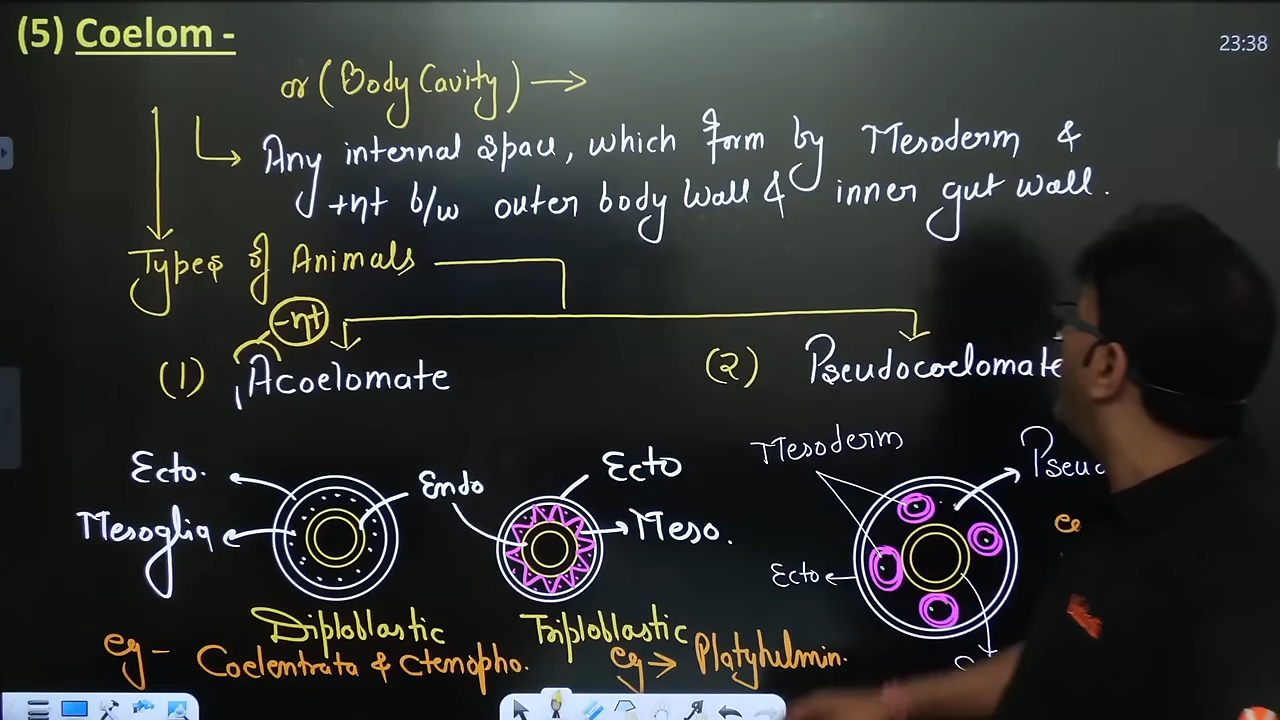 (5) Coelom -
23:38
or (Body Cavity) →
Any internal space, which form by Mesoderm &
+nt b/w outer body wall & inner gut wall.
Types of Animals
-nt
(1) Acoelomate
(2) Pseudocoelomate
Ecto.
Endo
Ecto
Mesoderm
Pseuc
Mesoglia
Meso.
Ecto
Diploblastic
Triploblastic
eg - Coelentrata & Ctenopho.
eg → Platyhelmin.